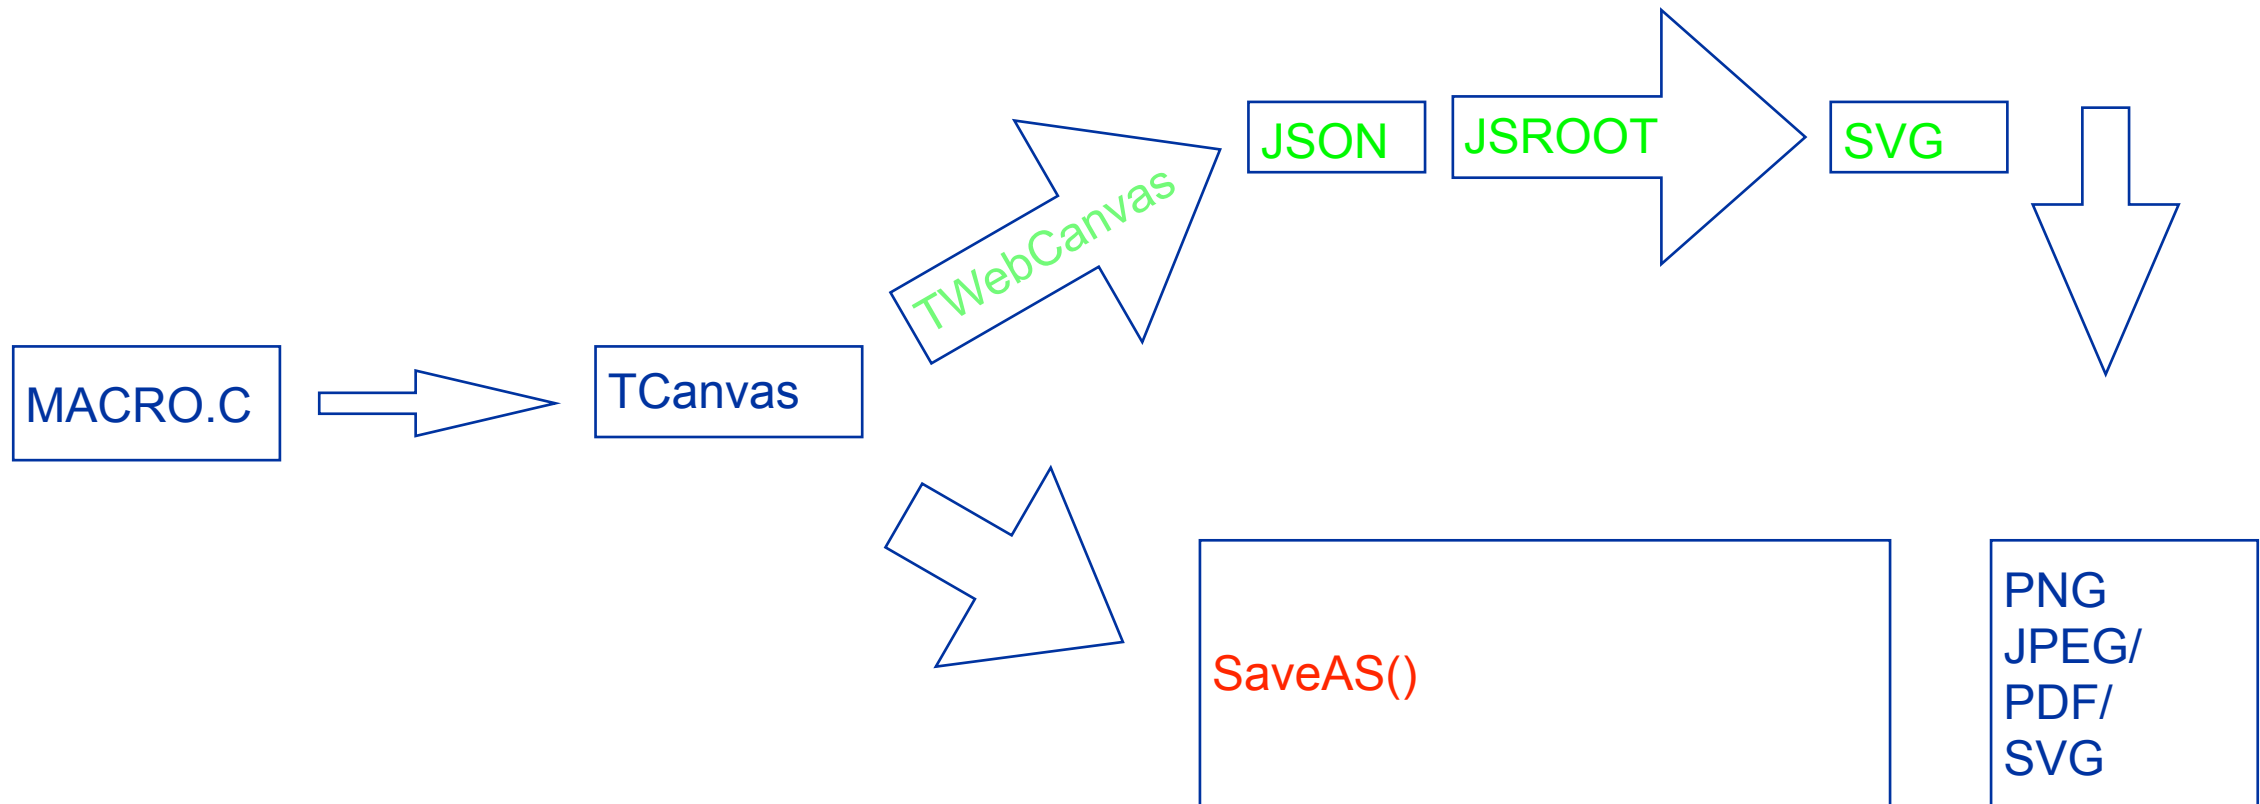 MACRO.C
TCanvas
TWebCanvas
JSON
JSROOT
SVG
SaveAS()
PNG
JPEG/
PDF/
SVG